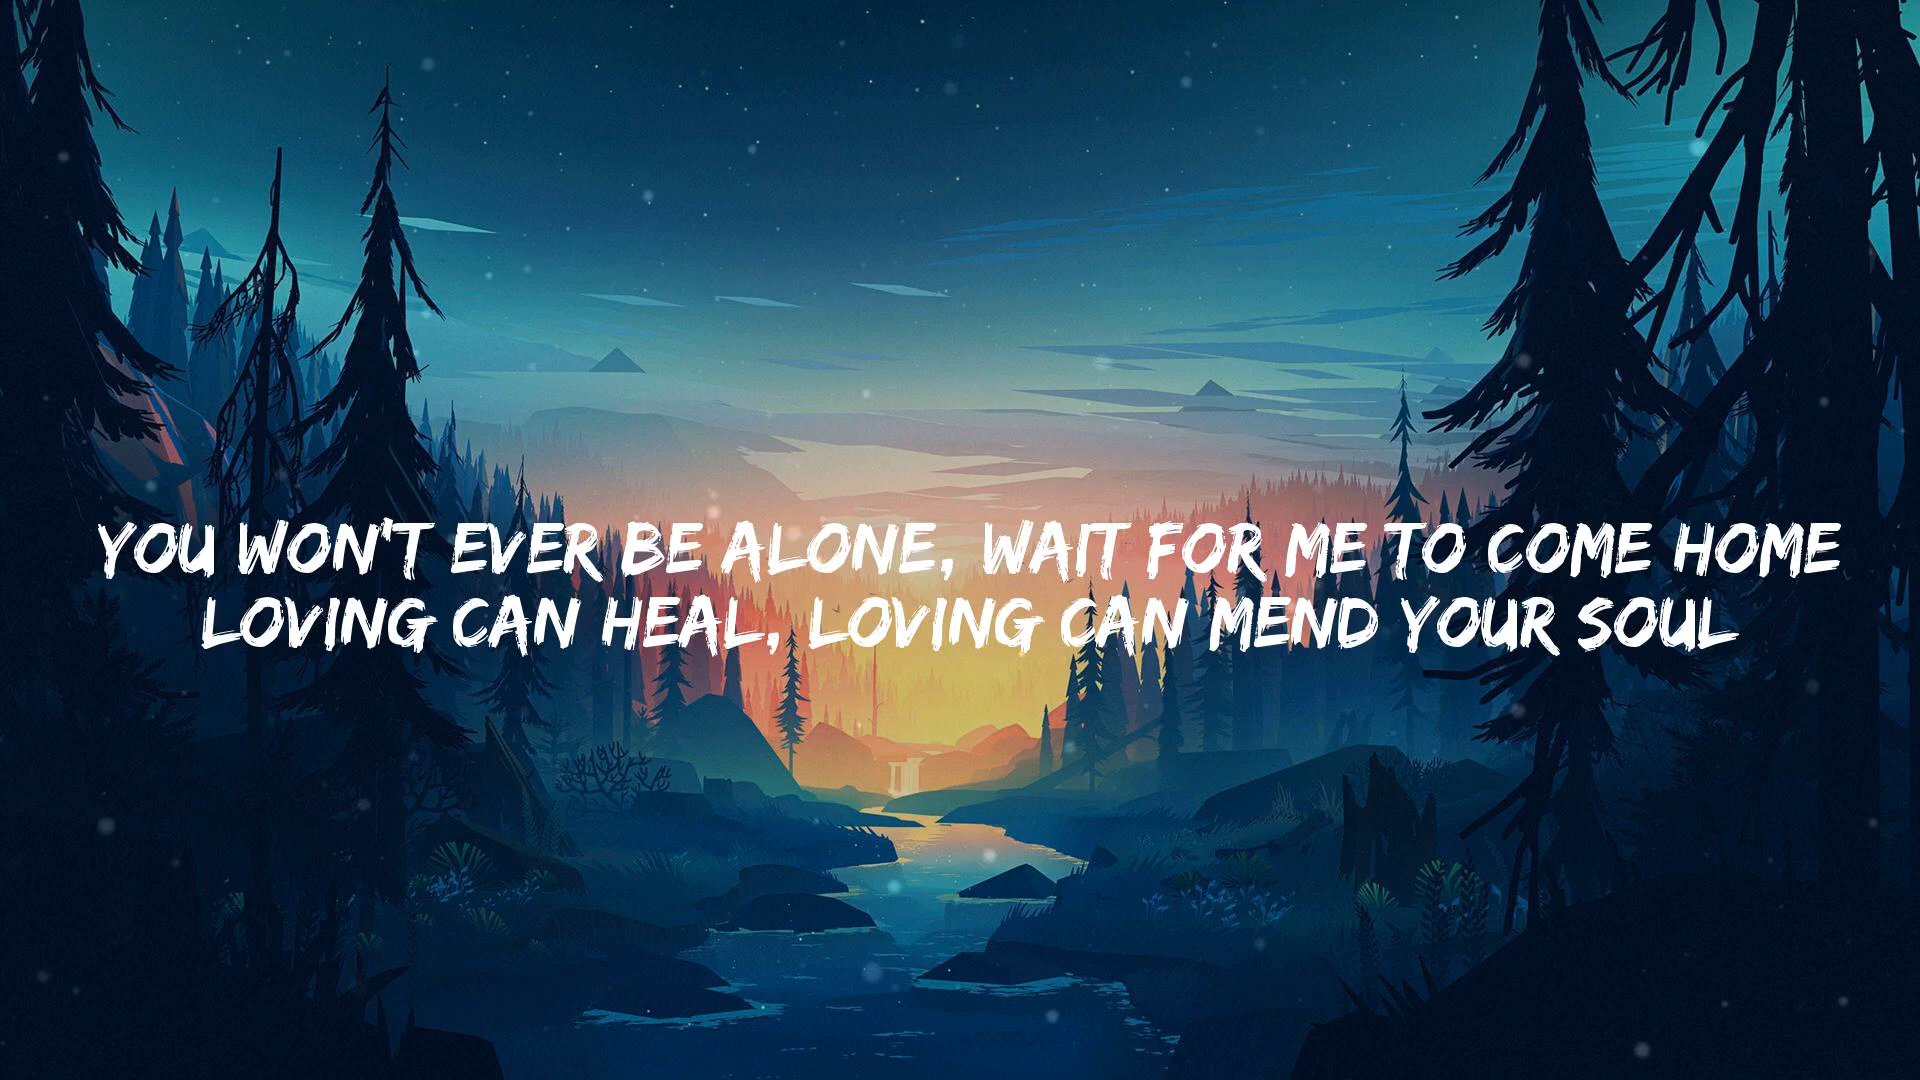 YOU WON'T EVER BE ALONE, WAIT FOR ME TO COME HOME
LOVING CAN HEAL, LOVING CAN MEND YOUR SOUL